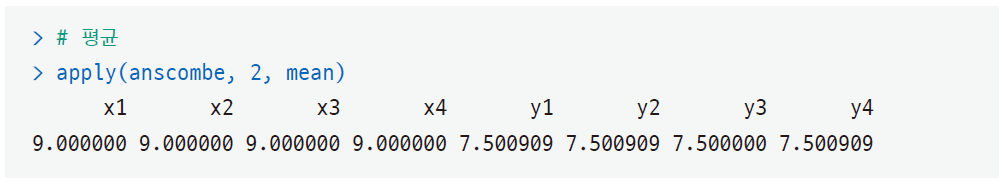 > # 평균
> apply(anscombe, 2, mean)
x1 x2 x3 x4 y1 y2 y3 y4
9.000000 9.000000 9.000000 9.000000 7.500909 7.500909 7.500000 7.500909